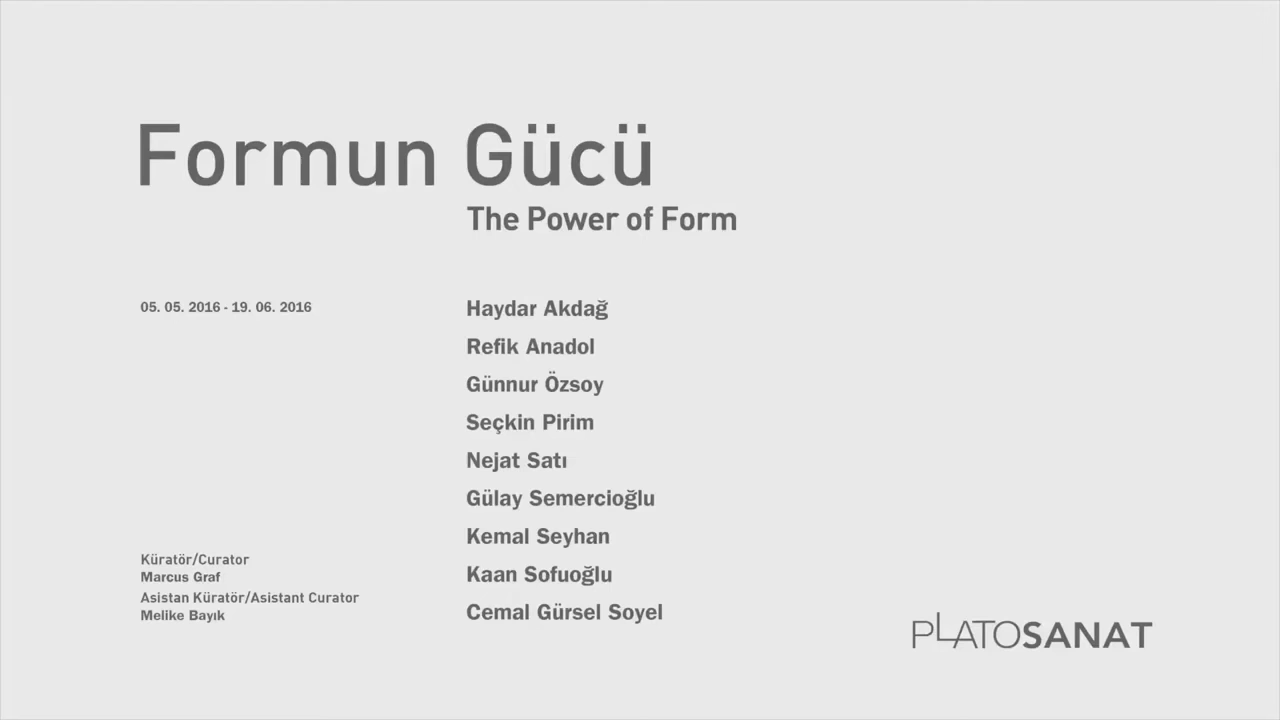 Formun Gücü
The Power of Form
05. 05. 2016 - 19. 06. 2016
Haydar Akdağ
Refik Anadol
Günnur Özsoy
Seçkin Pirim
Nejat Satı
Gülay Semercioğlu
Kemal Seyhan
Kaan Sofuoğlu
Cemal Gürsel Soyel
Küratör/Curator
Marcus Graf
Asistan Küratör/Asistant Curator
Melike Bayık
PLATOSANAT